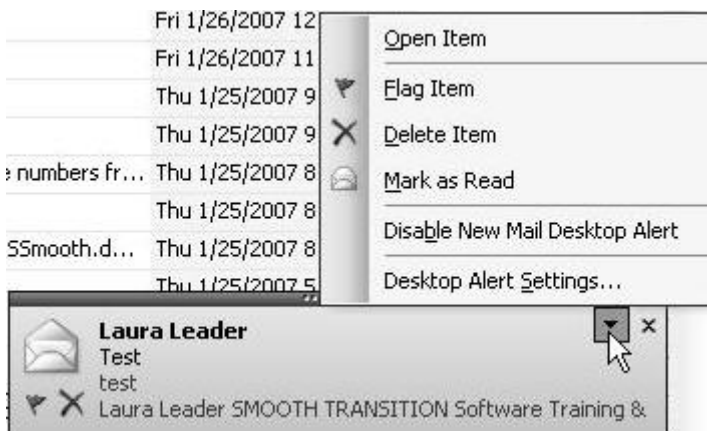 Fri 1/26/2007 12
Fri 1/26/2007 11
Thu 1/25/2007 9
Thu 1/25/2007 9
numbers fr... Thu 1/25/2007 8
Thu 1/25/2007 8
SSmooth.d... Thu 1/25/2007 8
Thu 1/25/2007 5
Open Item
Flag Item
Delete Item
Mark as Read
Disable New Mail Desktop Alert
Desktop Alert Settings...
Laura Leader
Test
test
Laura Leader SMOOTH TRANSITION Software Training &